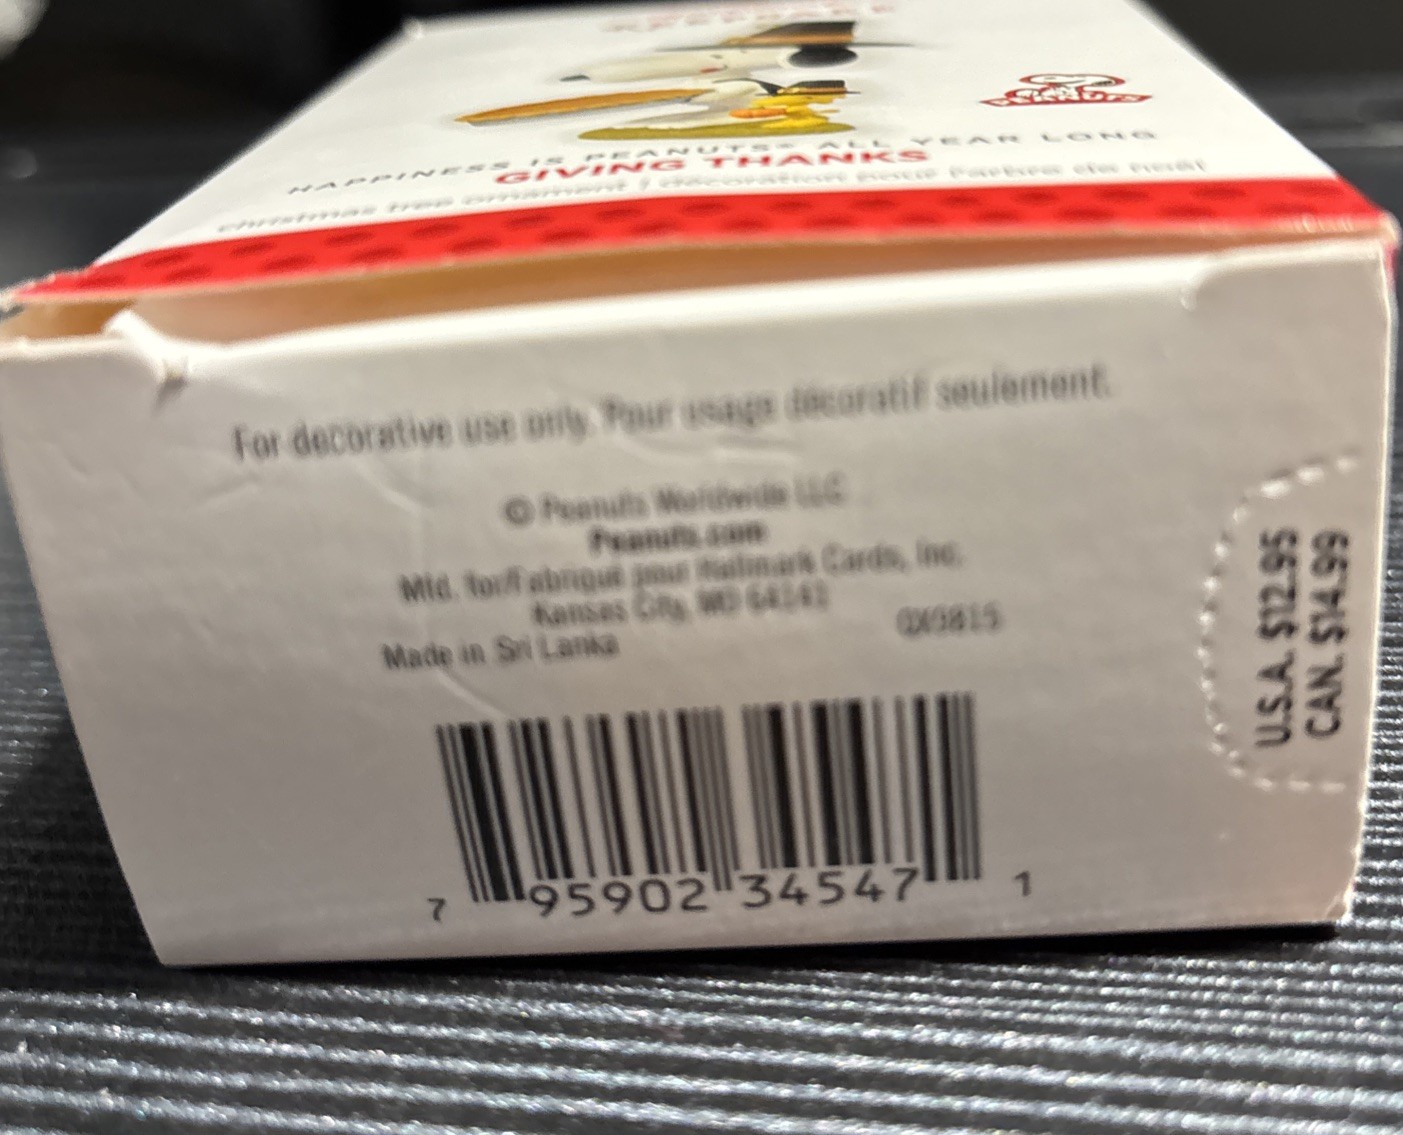 KEEPSAKE
PEANUTS
HAPPINESS IS PEANUTS® ALL YEAR LONG
GIVING THANKS
christmas tree ornament / décoration pour l'arbre de noël
For decorative use only. Pour usage décoratif seulement.
© Peanuts Worldwide LLC
Peanuts.com
Mfd. for/Fabriqué pour Hallmark Cards, Inc.
Kansas City, MO 64141
Made in Sri Lanka
QX9815
U.S.A. $12.95
CAN. $14.99
7 95902 34547 1